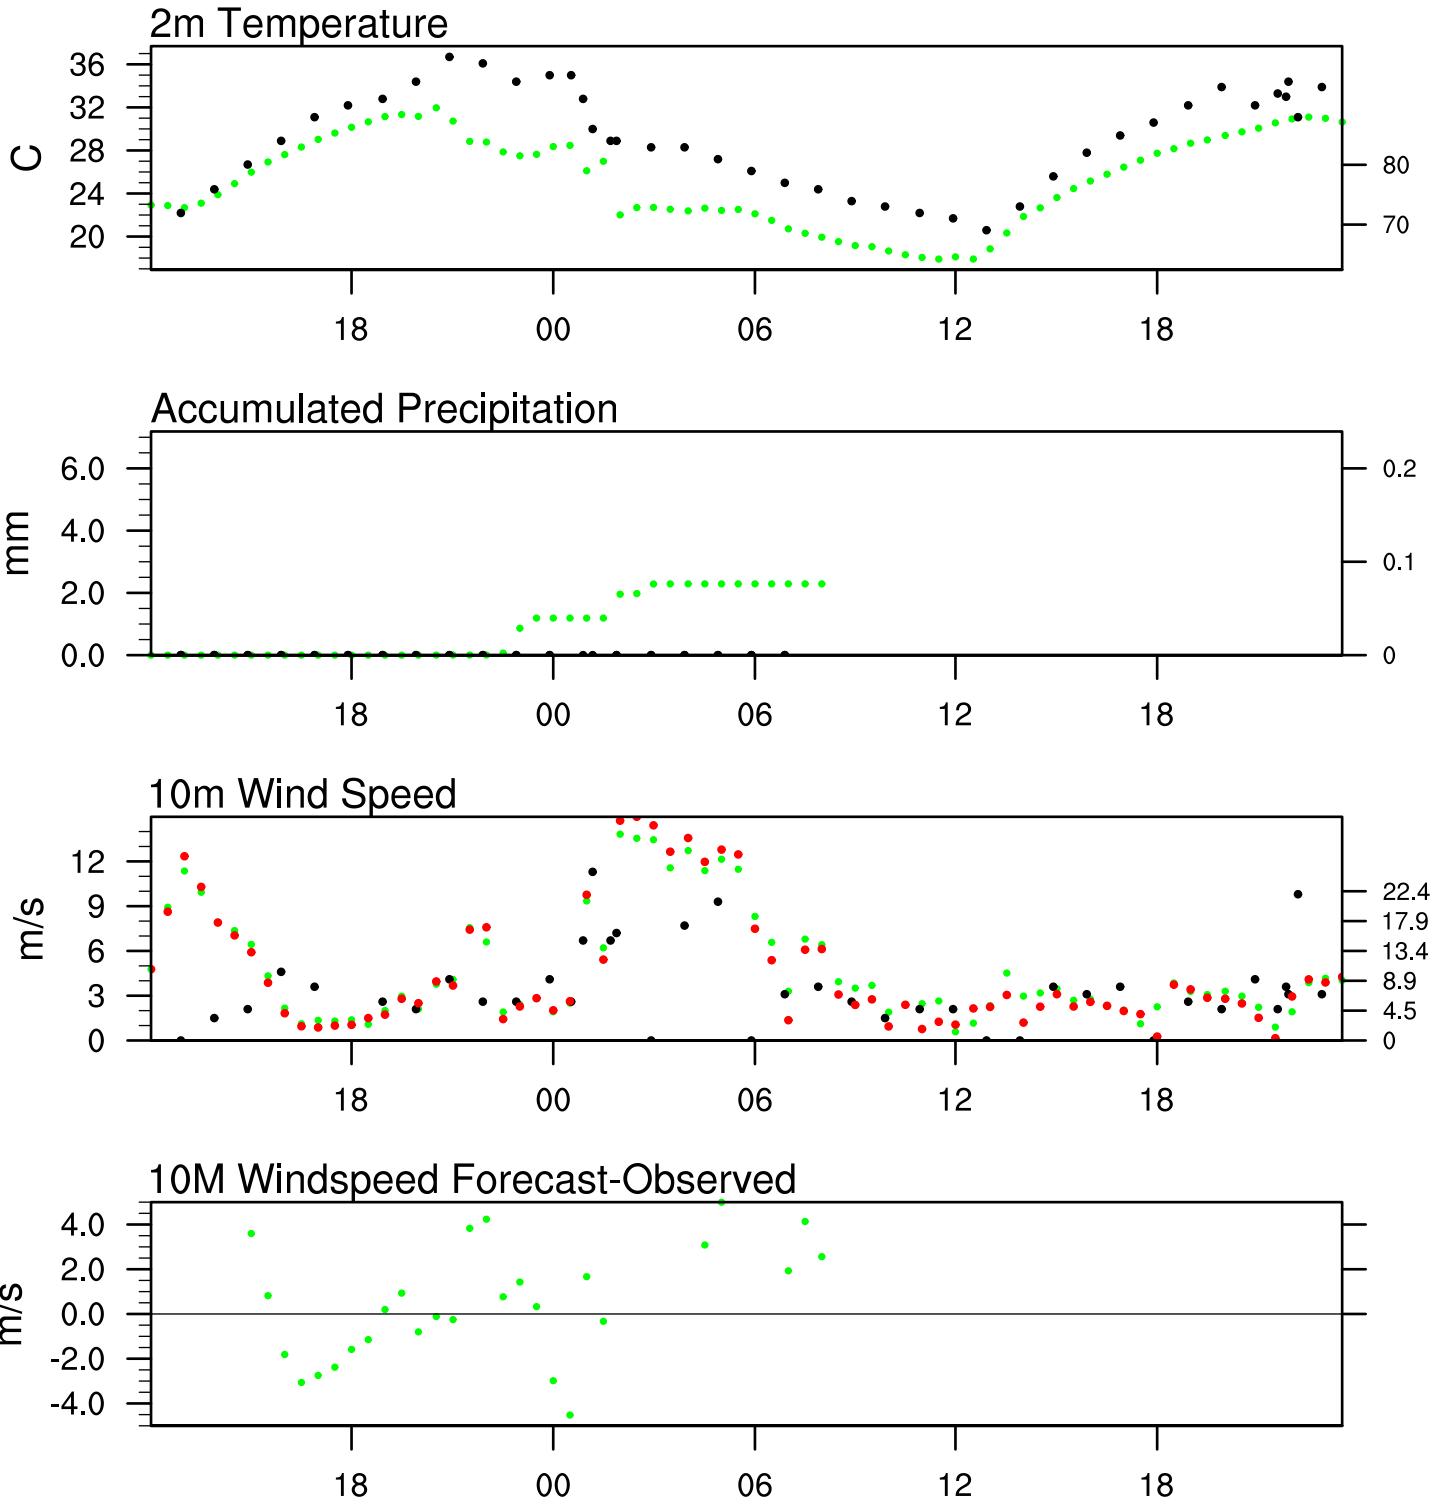 2m Temperature
36
32
28
24
20
C
80
70
18 00 06 12 18
Accumulated Precipitation
6.0
4.0
2.0
0.0
mm
0.2
0.1
0
18 00 06 12 18
10m Wind Speed
12
9
6
3
0
m/s
22.4
17.9
13.4
8.9
4.5
0
18 00 06 12 18
10M Windspeed Forecast-Observed
4.0
2.0
0.0
-2.0
-4.0
m/s
18 00 06 12 18